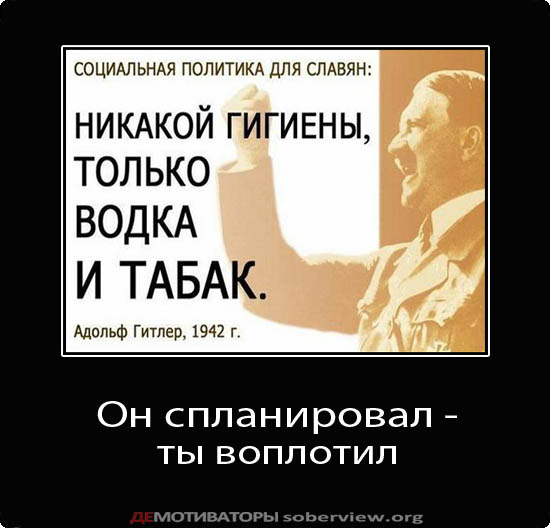 СОЦИАЛЬНАЯ ПОЛИТИКА ДЛЯ СЛАВЯН:
НИКАКОЙ ГИГИЕНЫ,
ТОЛЬКО
ВОДКА
И ТАБАК.
Адольф Гитлер, 1942 г.
Он спланировал -
ты воплотил
ДЕМОТИВАТОРЫ soberview.org